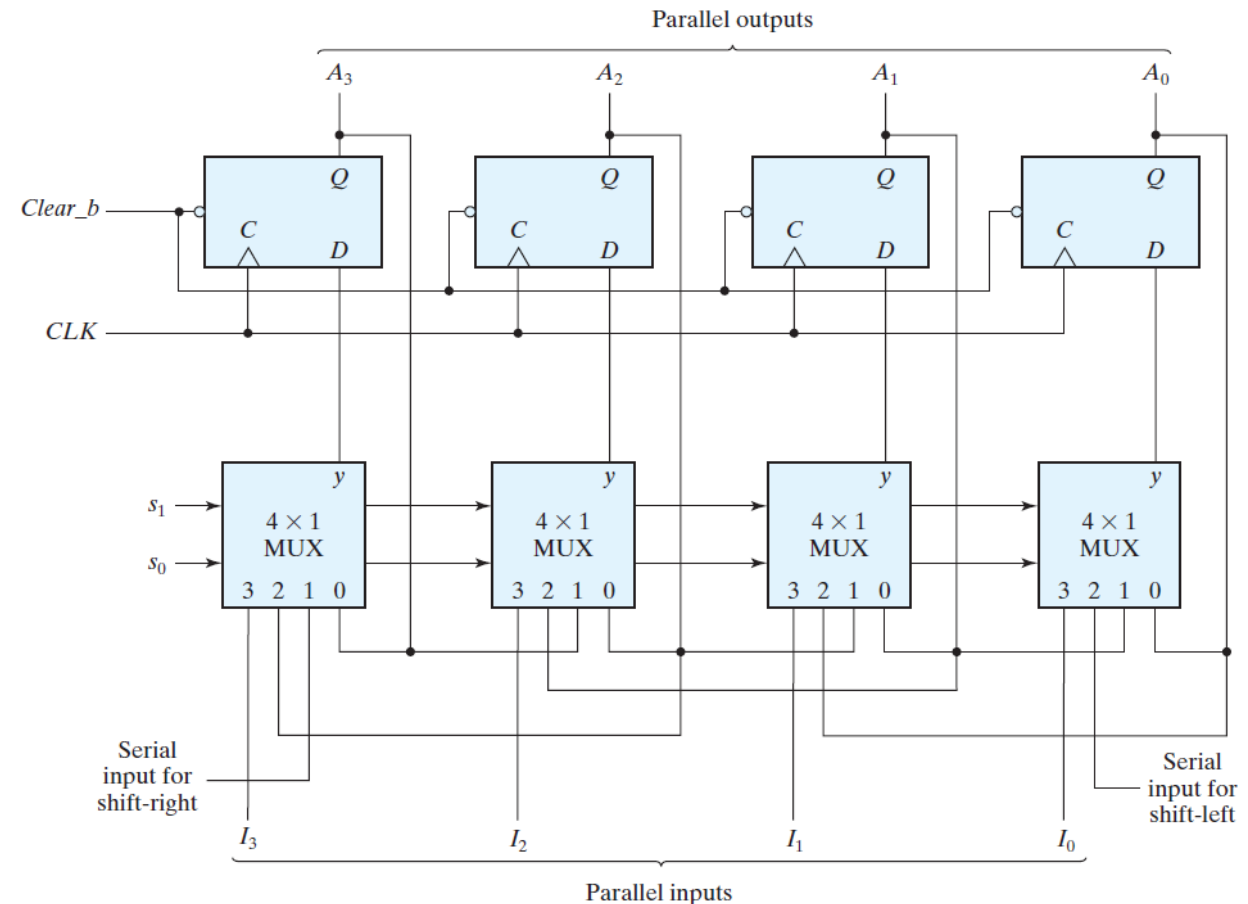 Parallel outputs
A3 A2 A1 A0
Q Q Q Q
Clear_b
C C C C
D D D D
CLK
y y y y
s1
4 × 1 4 × 1 4 × 1 4 × 1
MUX MUX MUX MUX
s0
3 2 1 0 3 2 1 0 3 2 1 0 3 2 1 0
Serial
input for
shift-right
Serial
input for
shift-left
I3 I2 I1 I0
Parallel inputs